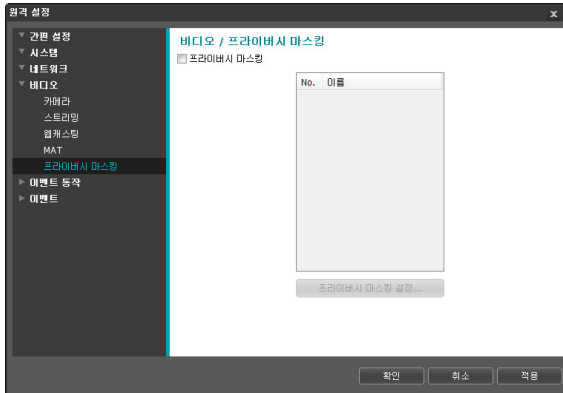 원격 설정 x
간편 설정
시스템
네트워크
비디오
카메라
스트리밍
웹캐스팅
MAT
프라이버시 마스킹
이벤트 동작
이벤트
비디오 / 프라이버시 마스킹
프라이버시 마스킹
No. 이름
프라이버시 마스킹 설정...
확인 취소 적용